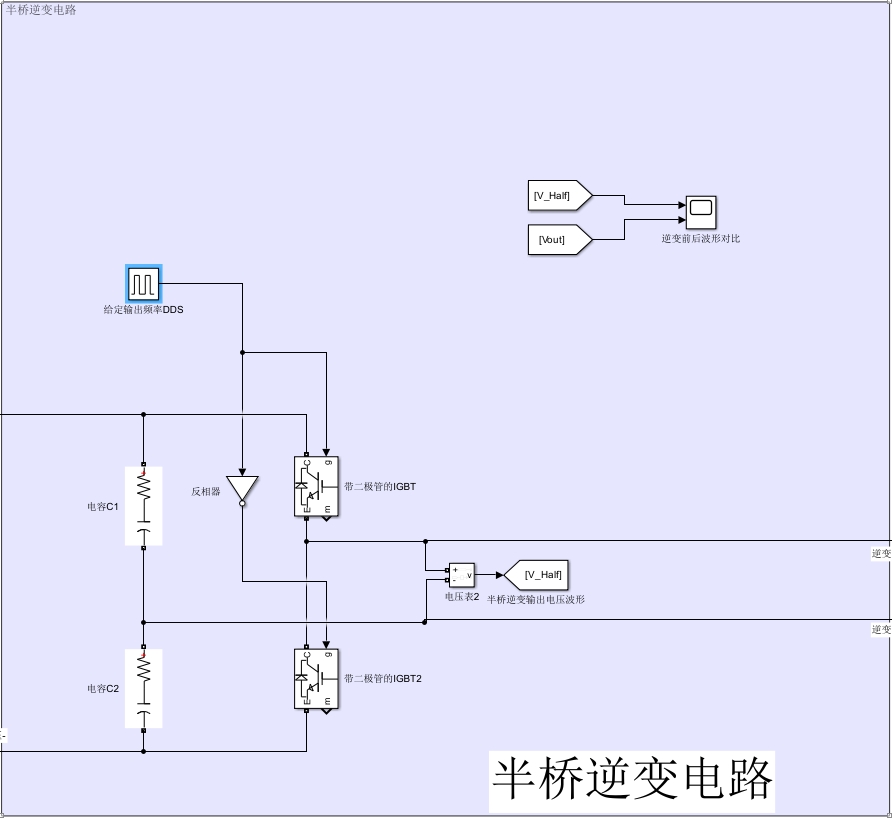 半桥逆变电路
[V_Half]
[Vout]
逆变前后波形对比
给定输出频率DDS
C
g
E
m
带二极管的IGBT
反相器
+
电容C1
逆变
+
-
v
[V_Half]
电压表2
半桥逆变输出电压波形
逆变
C
g
E
m
带二极管的IGBT2
+
电容C2
半桥逆变电路